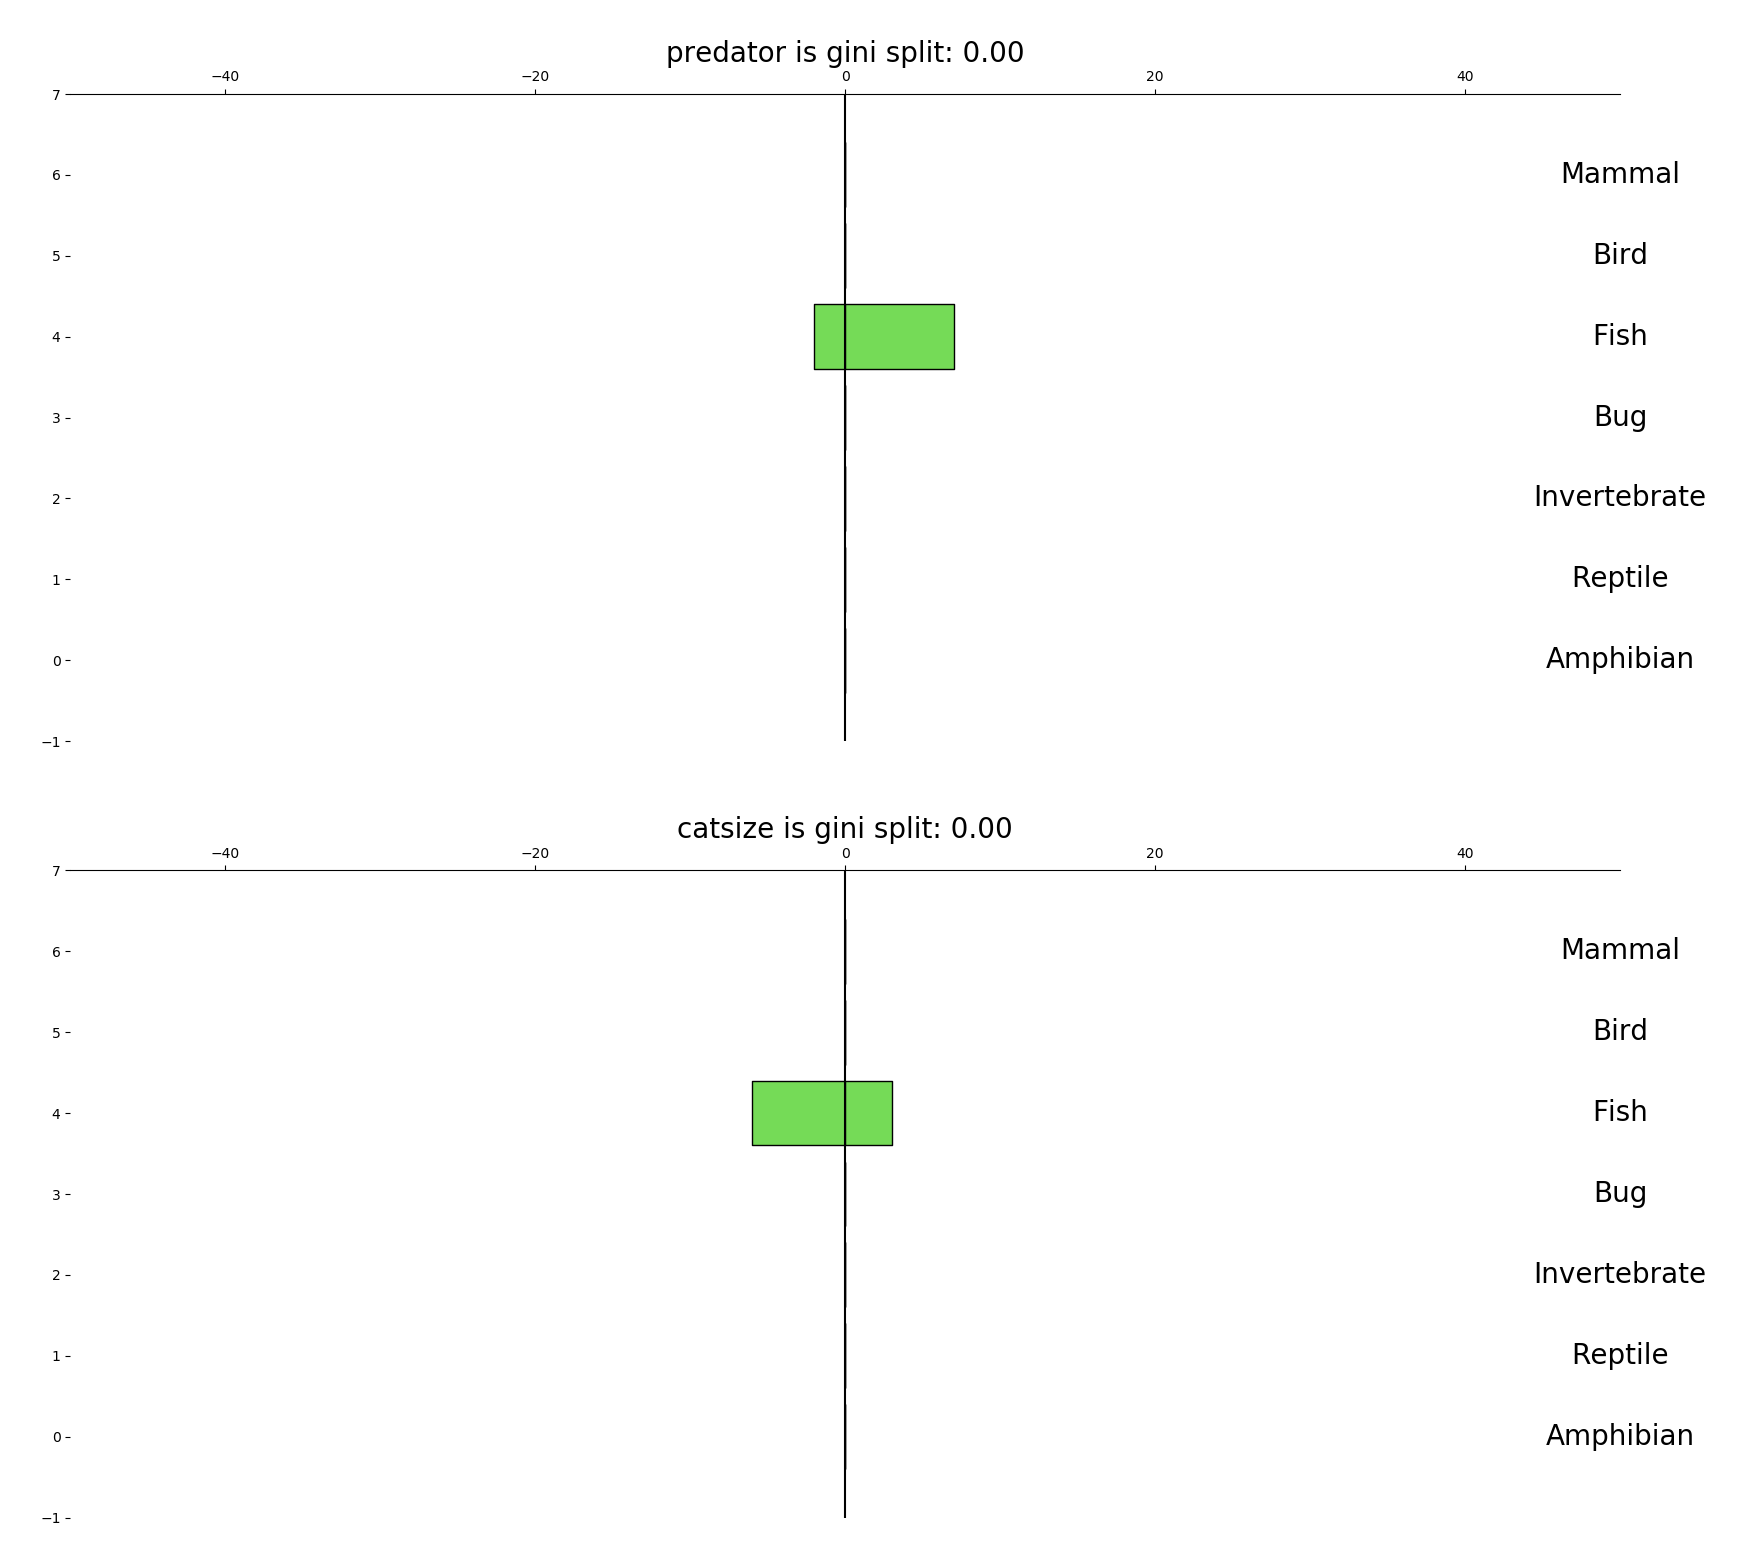 predator is gini split: 0.00
−40 −20 0 20 40
7
6 Mammal
5 Bird
4 Fish
3 Bug
2 Invertebrate
1 Reptile
0 Amphibian
−1
catsize is gini split: 0.00
−40 −20 0 20 40
7
6 Mammal
5 Bird
4 Fish
3 Bug
2 Invertebrate
1 Reptile
0 Amphibian
−1